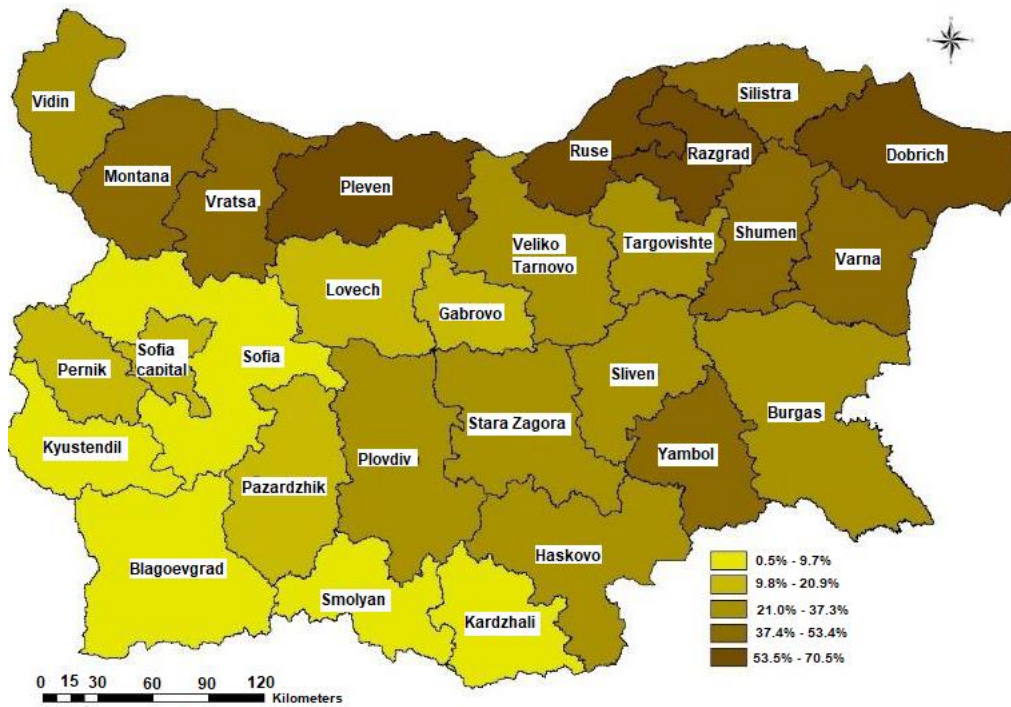 Silistra
Vidin
Ruse
Razgrad
Dobrich
Montana
Pleven
Vratsa
Shumen
Veliko
Tarnovo
Targovishte
Varna
Lovech
Gabrovo
Sofia
capital
Sofia
Pernik
Sliven
Burgas
Stara Zagora
Kyustendil
Yambol
Plovdiv
Pazardzhik
Haskovo
Blagoevgrad
Smolyan
Kardzhali
0.5% - 9.7%
9.8% - 20.9%
21.0% - 37.3%
37.4% - 53.4%
53.5% - 70.5%
0 15 30 60 90 120
Kilometers